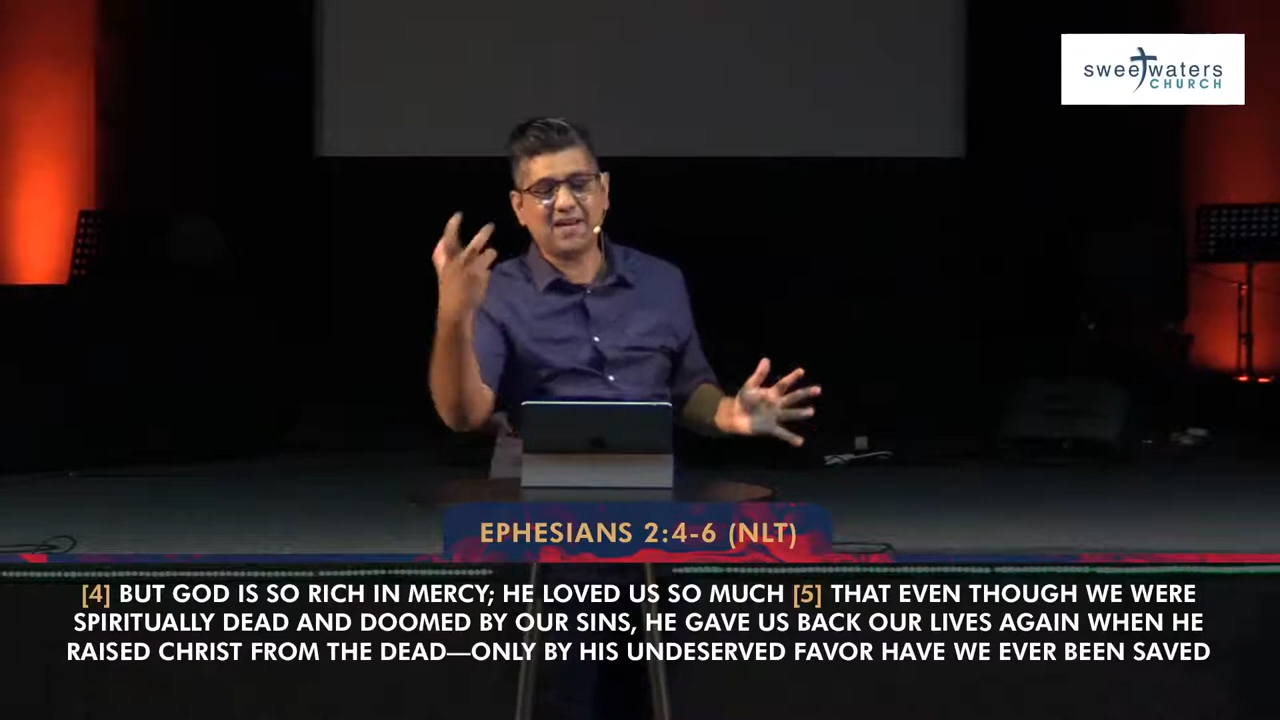 sweetwaters
CHURCH
EPHESIANS 2:4-6 (NLT)
[4] BUT GOD IS SO RICH IN MERCY; HE LOVED US SO MUCH [5] THAT EVEN THOUGH WE WERE
SPIRITUALLY DEAD AND DOOMED BY OUR SINS, HE GAVE US BACK OUR LIVES AGAIN WHEN HE
RAISED CHRIST FROM THE DEAD—ONLY BY HIS UNDESERVED FAVOR HAVE WE EVER BEEN SAVED